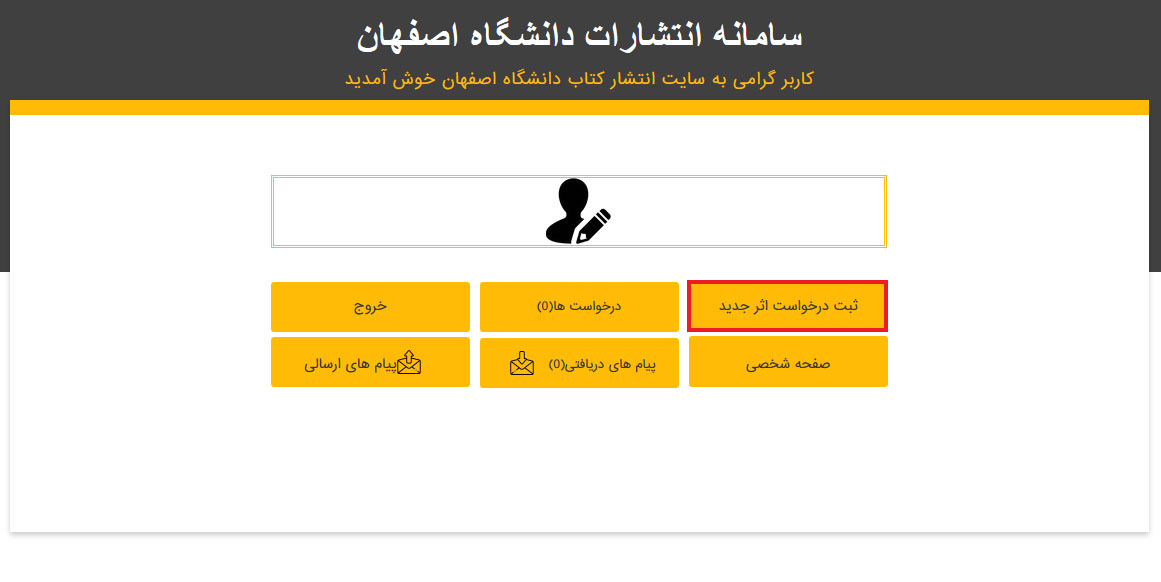 سامانه انتشارات دانشگاه اصفهان
کاربر گرامی به سایت انتشار کتاب دانشگاه اصفهان خوش آمدید
ثبت درخواست اثر جدید
درخواست ها(0)
خروج
صفحه شخصی
پیام های دریافتی(0)
پیام های ارسالی